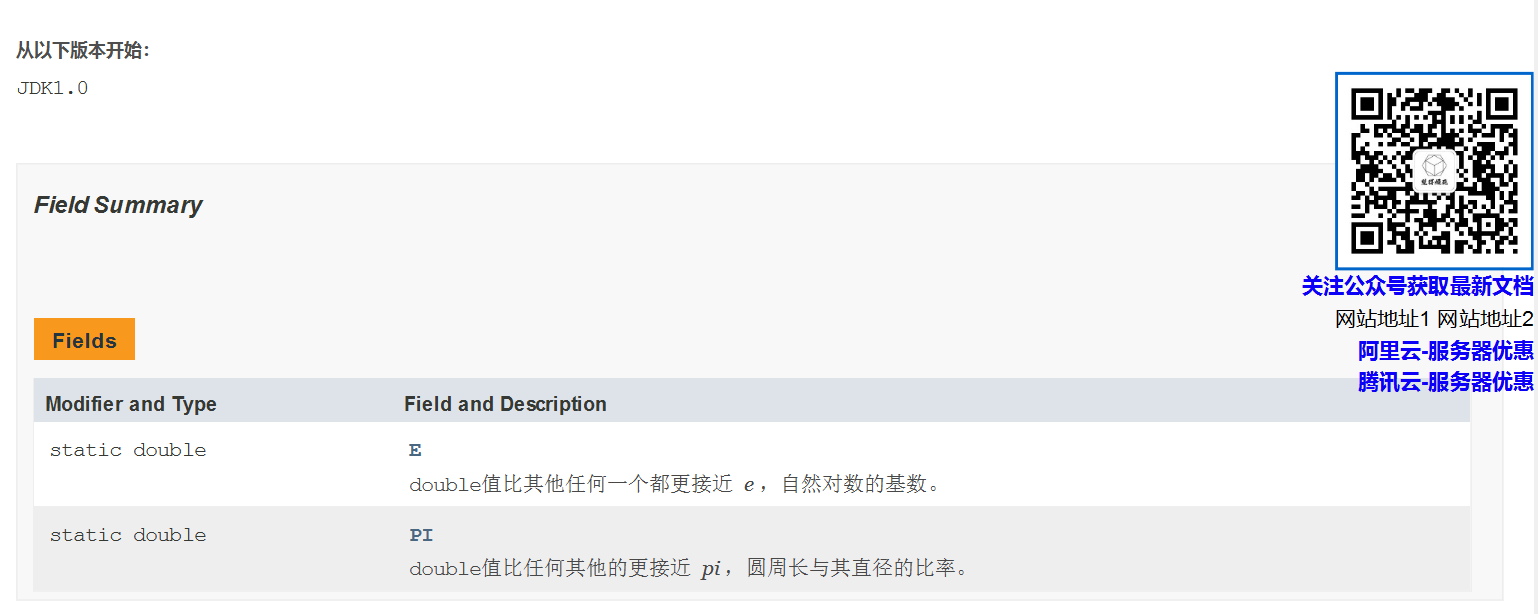 从以下版本开始：
JDK1.0
Field Summary
关注公众号获取最新文档
网站地址1 网站地址2
Fields
阿里云-服务器优惠
腾讯云-服务器优惠
Modifier and Type Field and Description
static double E
double值比其他任何一个都更接近 e，自然对数的基数。
static double PI
double值比任何其他的更接近 pi，圆周长与其直径的比率。